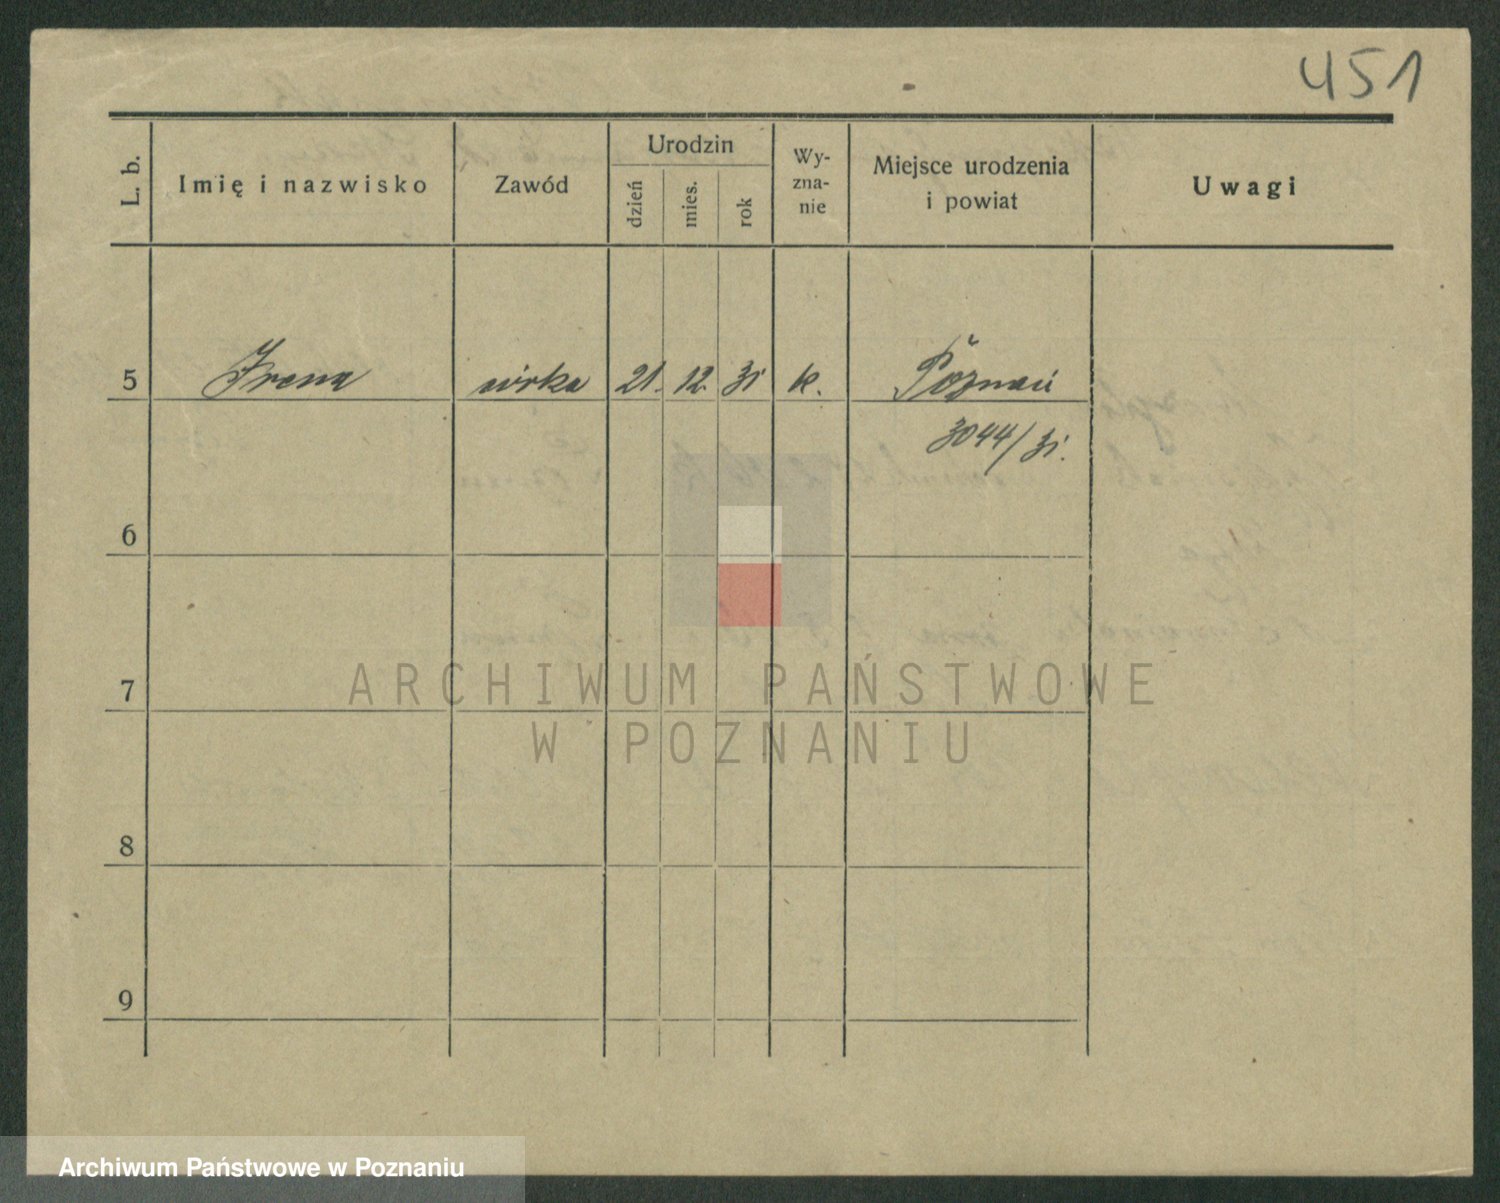 451
L. b.
Imię i nazwisko
Zawód
Urodzin
dzień
mies.
rok
Wy-
zna-
nie
Miejsce urodzenia
i powiat
Uwagi
5 Irena córka 21. 12. 31 k. Poznań
3044/31.
6
7
8
9
ARCHIWUM PAŃSTWOWE
W POZNANIU
Archiwum Państwowe w Poznaniu